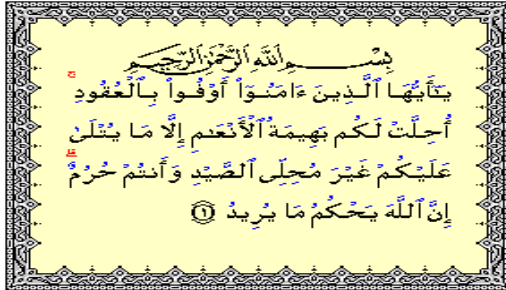 بِسْمِ اللَّهِ الرَّحْمَٰنِ الرَّحِيمِ
يَـٰٓأَيُّهَا ٱلَّذِينَ ءَامَنُوٓا۟ أَوْفُوا۟ بِٱلْعُقُودِ ۚ
أُحِلَّتْ لَكُم بَهِيمَةُ ٱلْأَنْعَـٰمِ إِلَّا مَا يُتْلَىٰ
عَلَيْكُمْ غَيْرَ مُحِلِّى ٱلصَّيْدِ وَأَنتُمْ حُرُمٌ ۗ
إِنَّ ٱللَّهَ يَحْكُمُ مَا يُرِيدُ ﴿١﴾